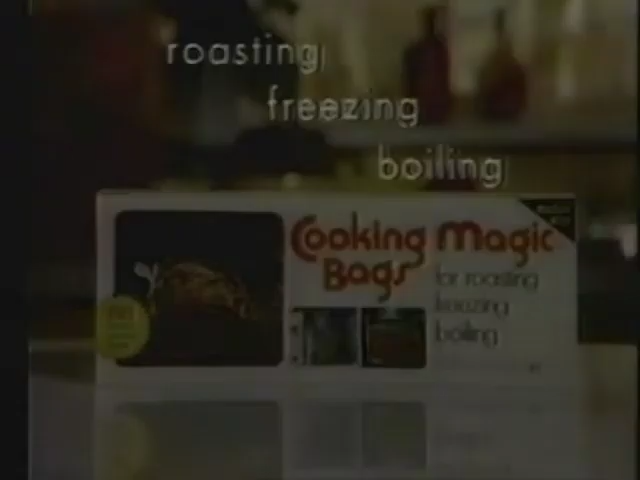 roasting
freezing
boiling
Cooking Magic
Bags
for roasting
freezing
boiling